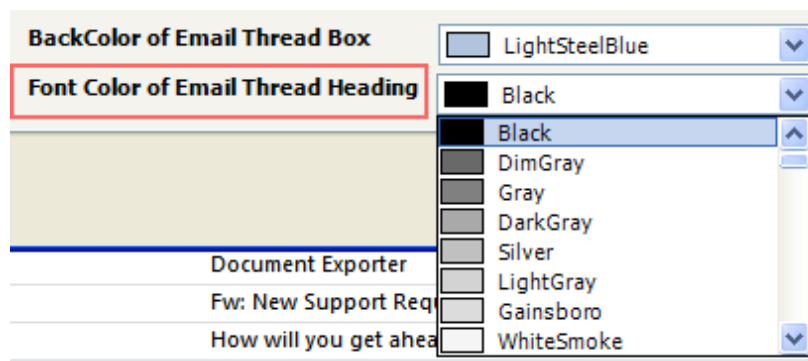 BackColor of Email Thread Box LightSteelBlue
Font Color of Email Thread Heading Black
Black
DimGray
Gray
DarkGray
Silver
Document Exporter
LightGray
Fw: New Support Requ
Gainsboro
How will you get ahea
WhiteSmoke